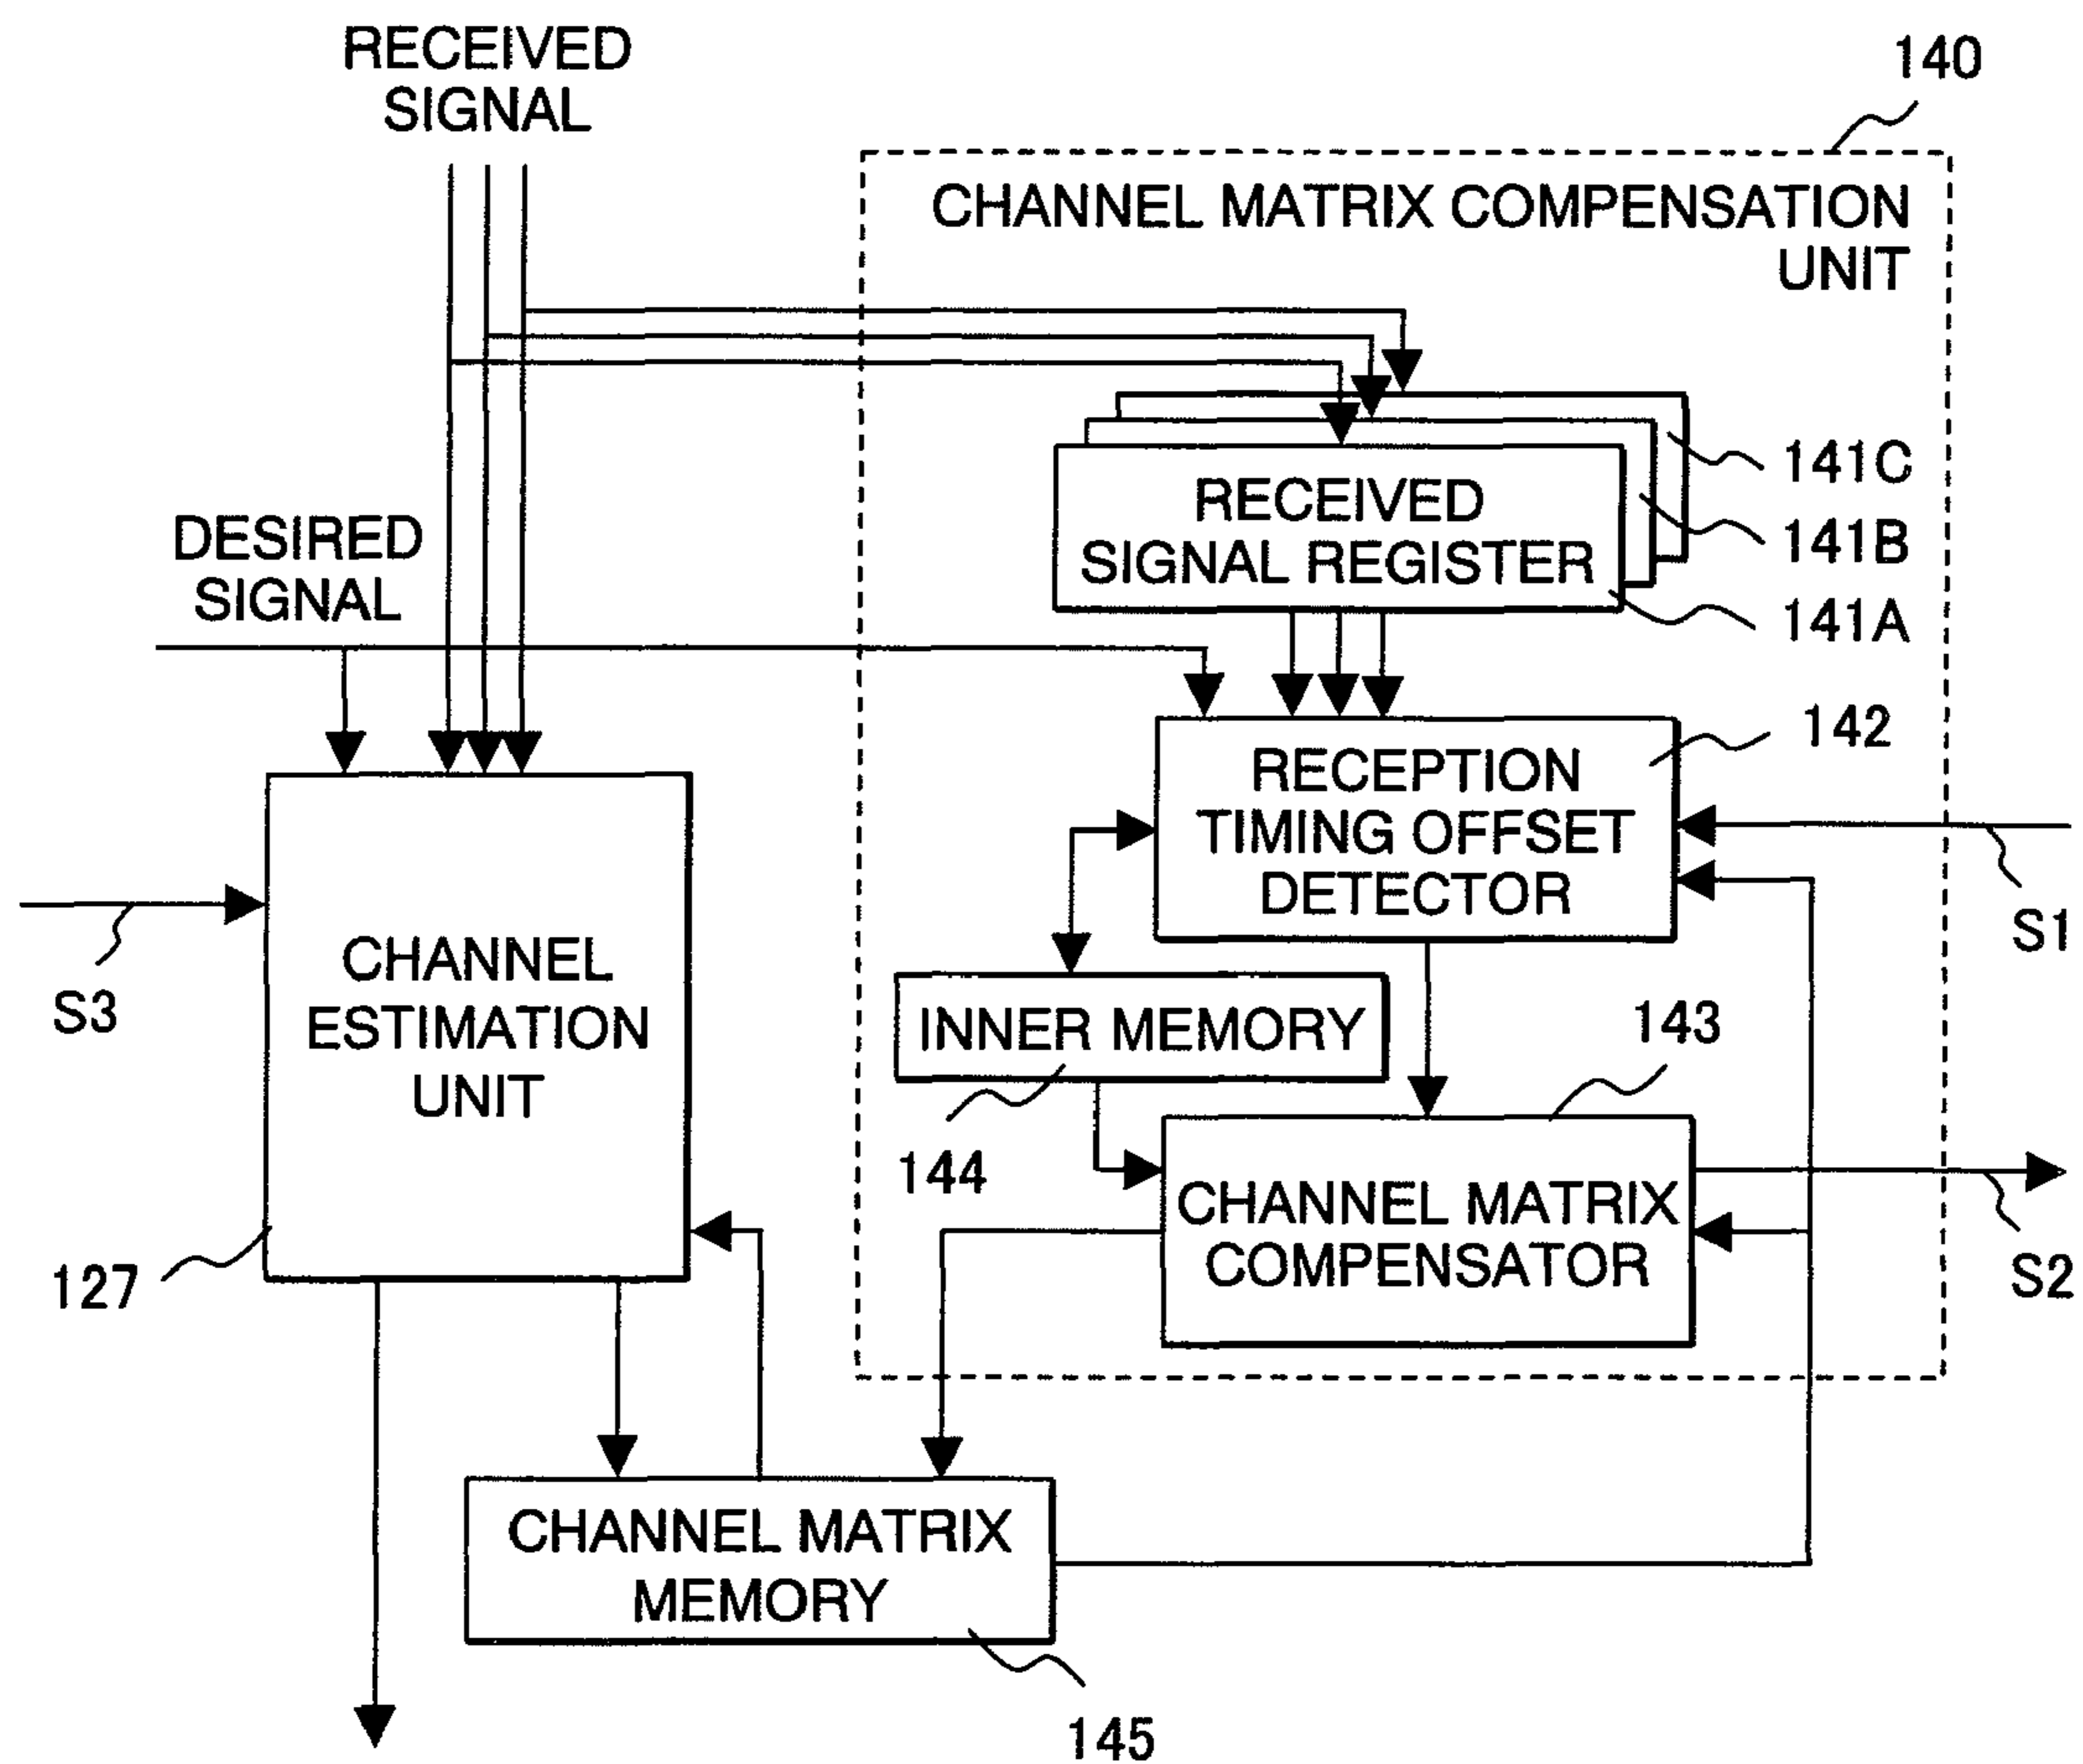 RECEIVED
SIGNAL
140
CHANNEL MATRIX COMPENSATION
UNIT
141C
RECEIVED
SIGNAL REGISTER
141B
141A
DESIRED
SIGNAL
142
RECEPTION
TIMING OFFSET
DETECTOR
S1
S3
CHANNEL
ESTIMATION
UNIT
INNER MEMORY
143
144
CHANNEL MATRIX
COMPENSATOR
S2
127
CHANNEL MATRIX
MEMORY
145